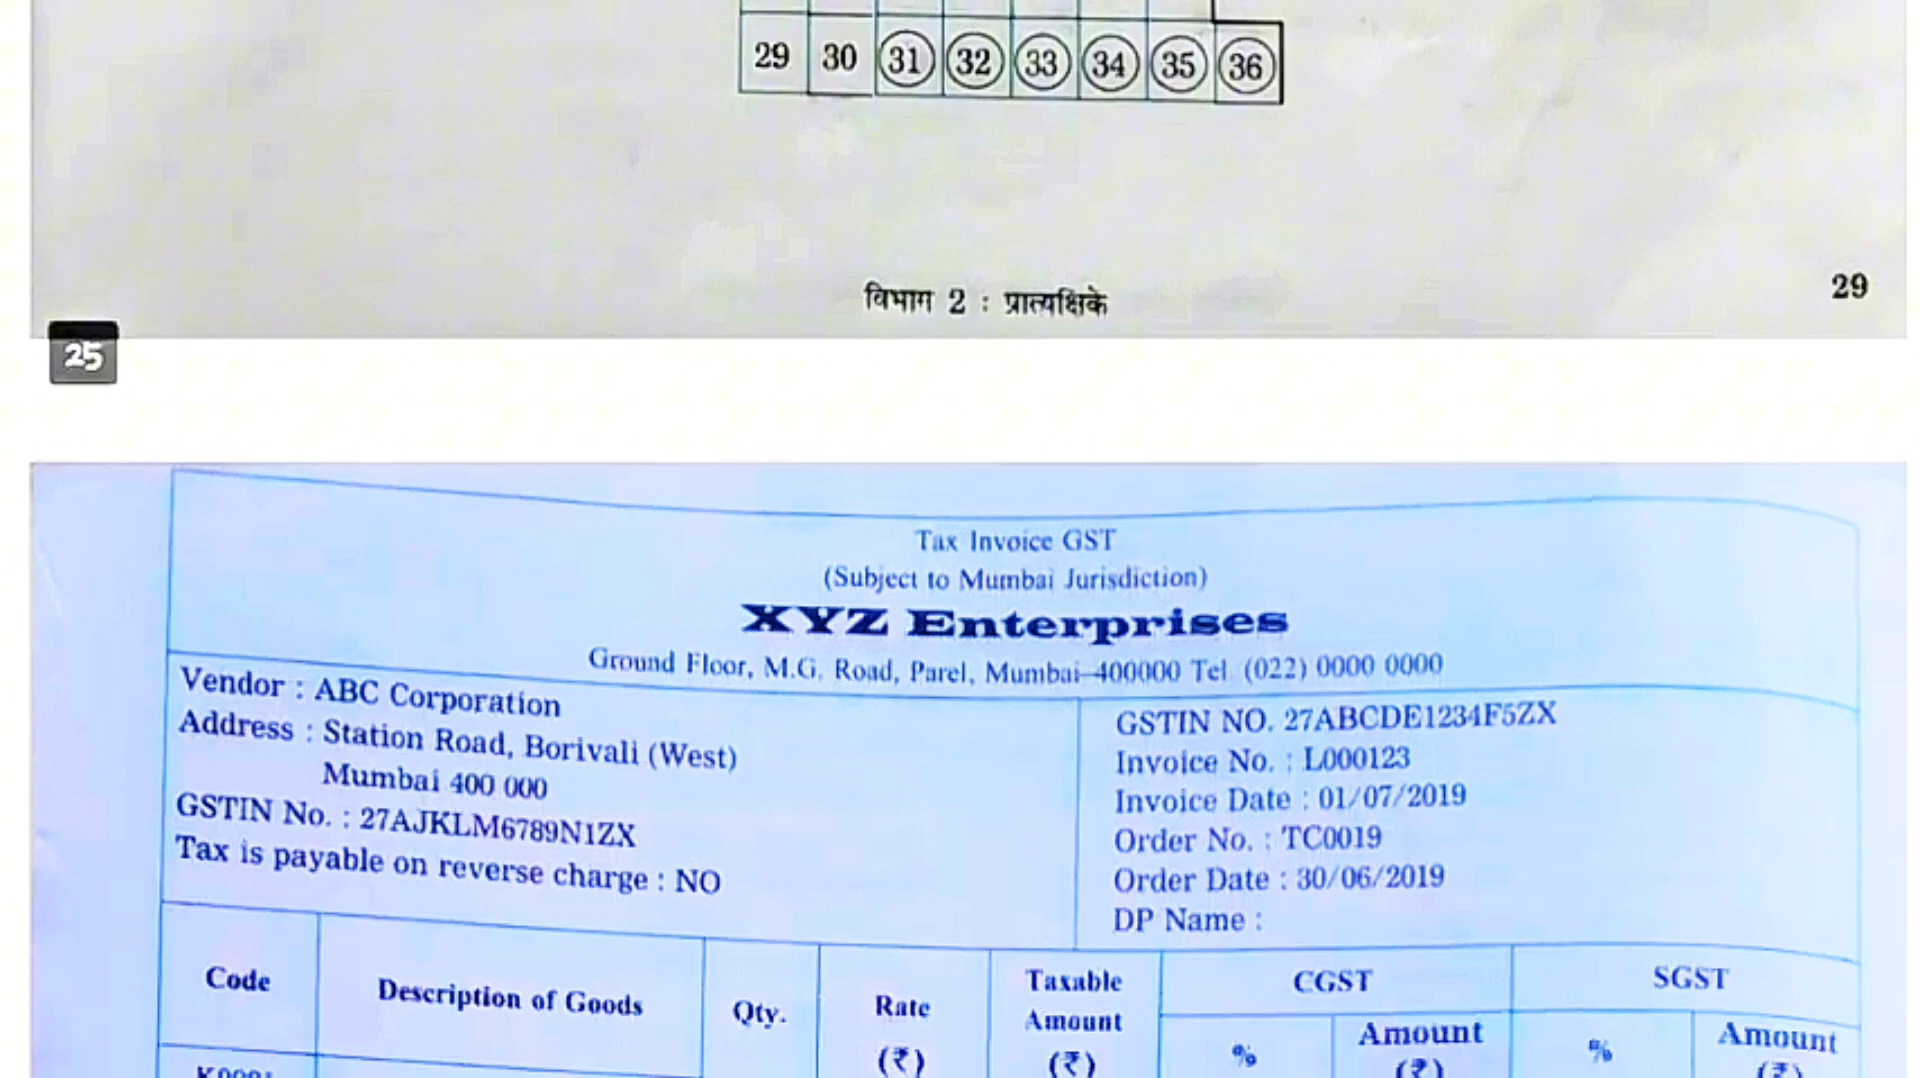 29 30 31 32 33 34 35 36
विभाग 2 : प्रात्यक्षिके
29
25
Tax Invoice GST
(Subject to Mumbai Jurisdiction)
XYZ Enterprises
Ground Floor, M.G. Road, Parel, Mumbai-400000 Tel (022) 0000 0000
Vendor : ABC Corporation
Address : Station Road, Borivali (West)
Mumbai 400 000
GSTIN No. : 27AJKLM6789N1ZX
Tax is payable on reverse charge : NO
GSTIN NO. 27ABCDE1234F5ZX
Invoice No. : L000123
Invoice Date : 01/07/2019
Order No. : TC0019
Order Date : 30/06/2019
DP Name :
Code Description of Goods Qty. Rate (₹) Taxable Amount (₹) CGST SGST
% Amount (₹) % Amount (₹)